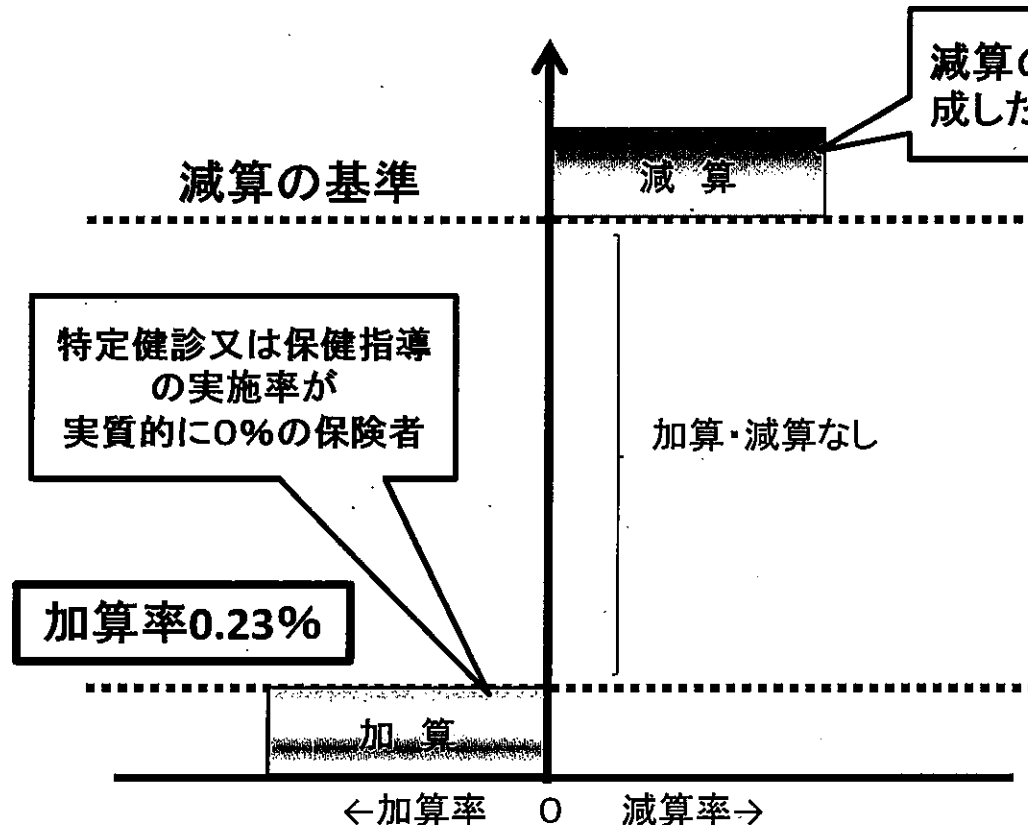 減算の
成した
減算の基準
減 算
特定健診又は保健指導
の実施率が
実質的に0%の保険者
加算・減算なし
加算率0.23%
加 算
←加算率 0 減算率→